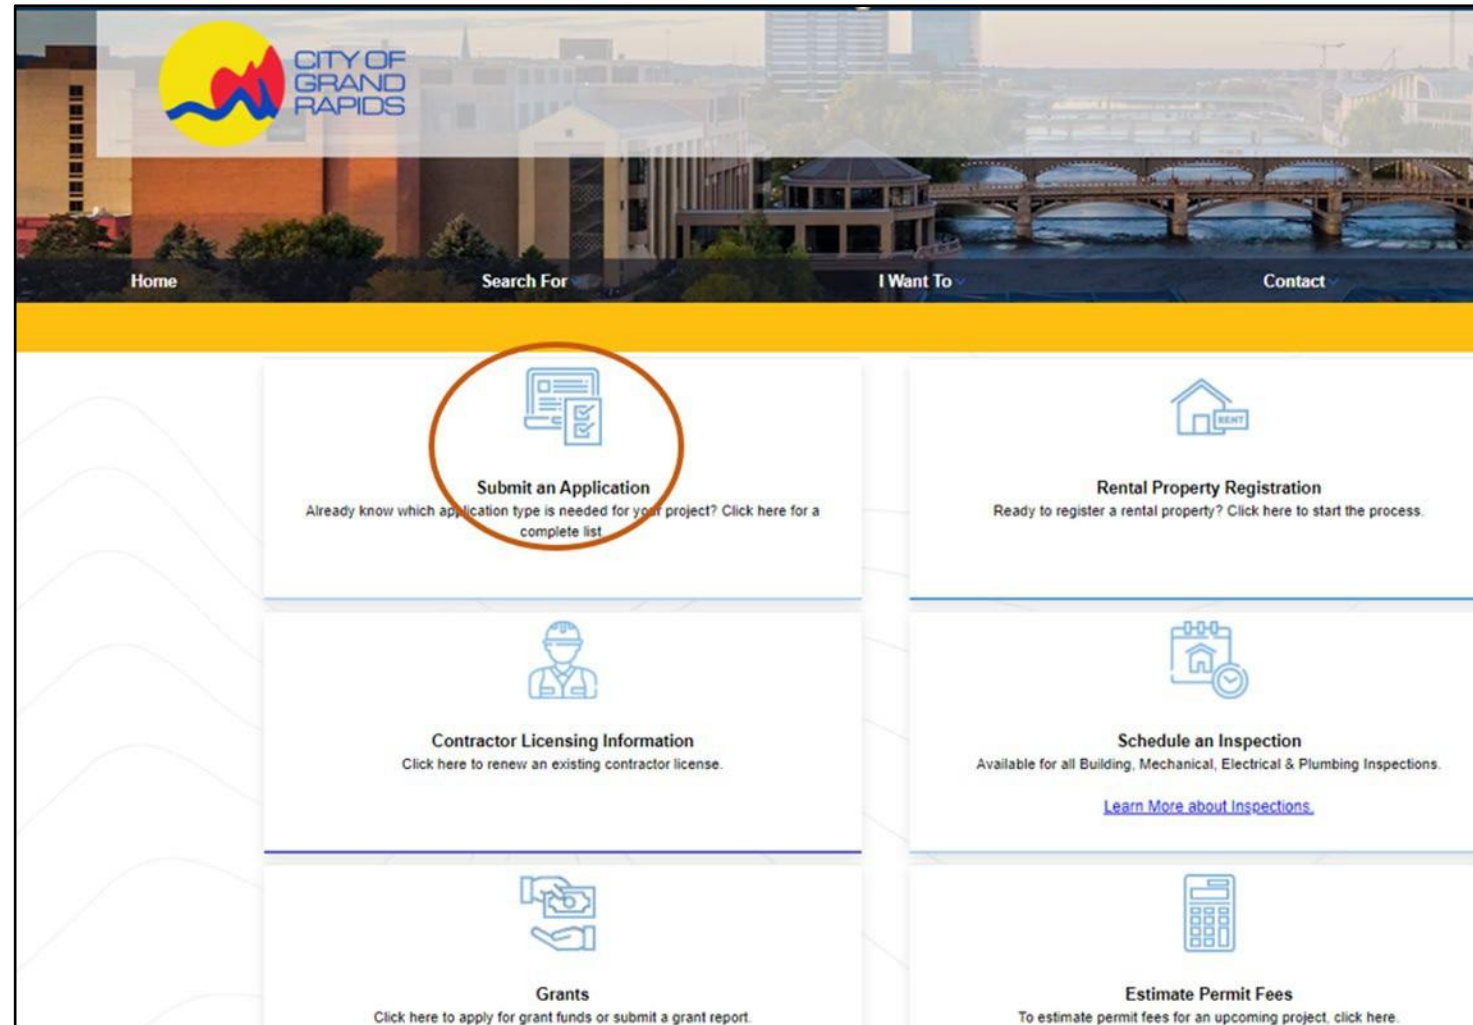 CITY OF
GRAND
RAPIDS
Home
Search For
I Want To
Contact
Submit an Application
Already know which application type is needed for your project? Click here for a
complete list
RENT
Rental Property Registration
Ready to register a rental property? Click here to start the process.
Contractor Licensing Information
Click here to renew an existing contractor license.
Schedule an Inspection
Available for all Building, Mechanical, Electrical & Plumbing Inspections.
Learn More about Inspections.
Grants
Click here to apply for grant funds or submit a grant report.
Estimate Permit Fees
To estimate permit fees for an upcoming project, click here.